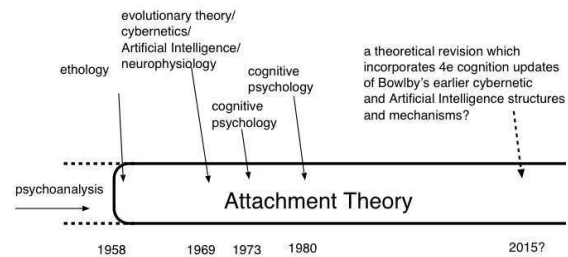 evolutionary theory/
cybernetics/
Artificial Intelligence/
neurophysiology
ethology
cognitive
psychology
cognitive
psychology
a theoretical revision which
incorporates 4e cognition updates
of Bowlby's earlier cybernetic
and Artificial Intelligence structures
and mechanisms?
psychoanalysis
Attachment Theory
1958
1969
1973
1980
2015?